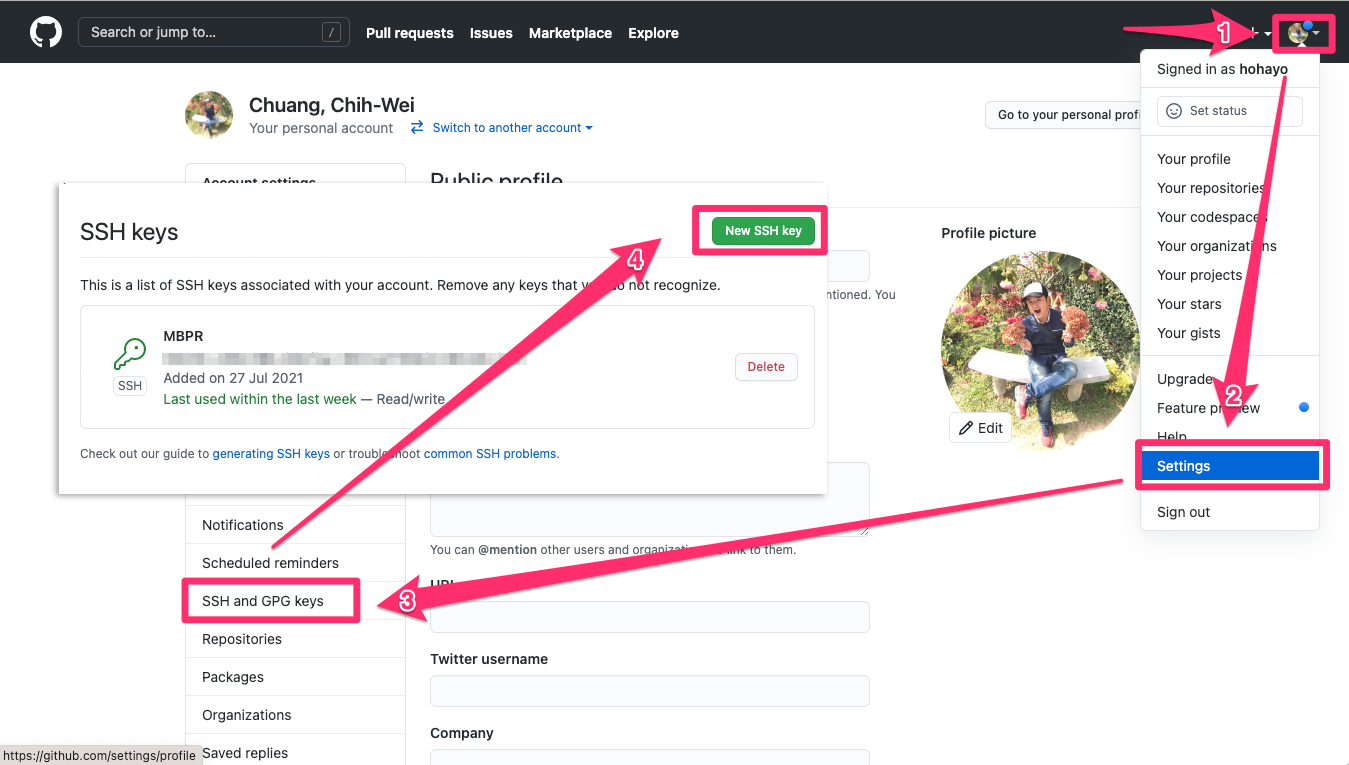 Search or jump to…
/
Pull requests
Issues
Marketplace
Explore
1
Signed in as hohayo
Set status
Your profile
Your repositories
Your codespaces
Your organizations
Your projects
Your stars
Your gists
Upgrade
2
Feature preview
Help
Settings
Sign out
Chuang, Chih-Wei
Your personal account
Switch to another account
Go to your personal profi
Account settings
Public profile
SSH keys
New SSH key
4
This is a list of SSH keys associated with your account. Remove any keys that you do not recognize.
MBPR
SSH
Added on 27 Jul 2021
Last used within the last week — Read/write
Delete
Check out our guide to generating SSH keys or troubleshoot common SSH problems.
Profile picture
ntioned. You
Edit
Notifications
Scheduled reminders
SSH and GPG keys
3
Repositories
Packages
Organizations
Saved replies
You can @mention other users and organizations to link to them.
URL
Twitter username
Company
https://github.com/settings/profile